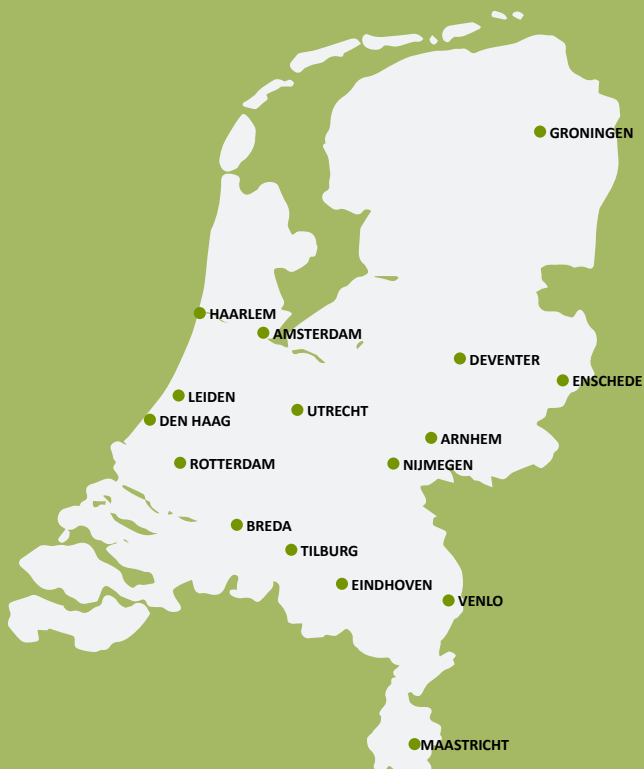 GRONINGEN
HAARLEM
AMSTERDAM
DEVENTER
ENSCHEDE
LEIDEN
UTRECHT
DEN HAAG
ARNHEM
ROTTERDAM
NIJMEGEN
BREDA
TILBURG
EINDHOVEN
VENLO
MAASTRICHT